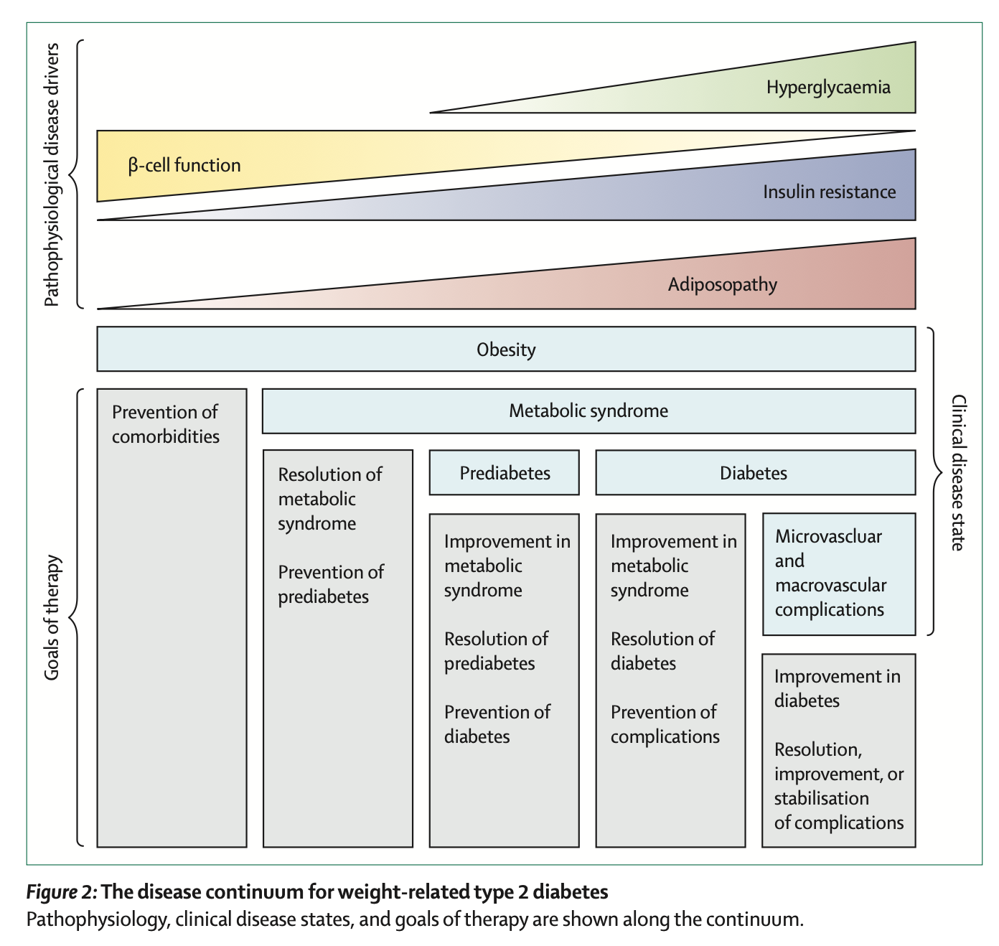 Pathophysiological disease drivers
Hyperglycaemia
β-cell function
Insulin resistance
Adiposopathy
Obesity
Clinical disease state
Goals of therapy
Prevention of
comorbidities
Metabolic syndrome
Resolution of
metabolic
syndrome
Prevention of
prediabetes
Prediabetes
Improvement in
metabolic
syndrome
Resolution of
prediabetes
Prevention of
diabetes
Diabetes
Improvement in
metabolic
syndrome
Resolution of
diabetes
Prevention of
complications
Microvascluar
and
macrovascular
complications
Improvement in
diabetes
Resolution,
improvement, or
stabilisation
of complications
Figure 2: The disease continuum for weight-related type 2 diabetes
Pathophysiology, clinical disease states, and goals of therapy are shown along the continuum.